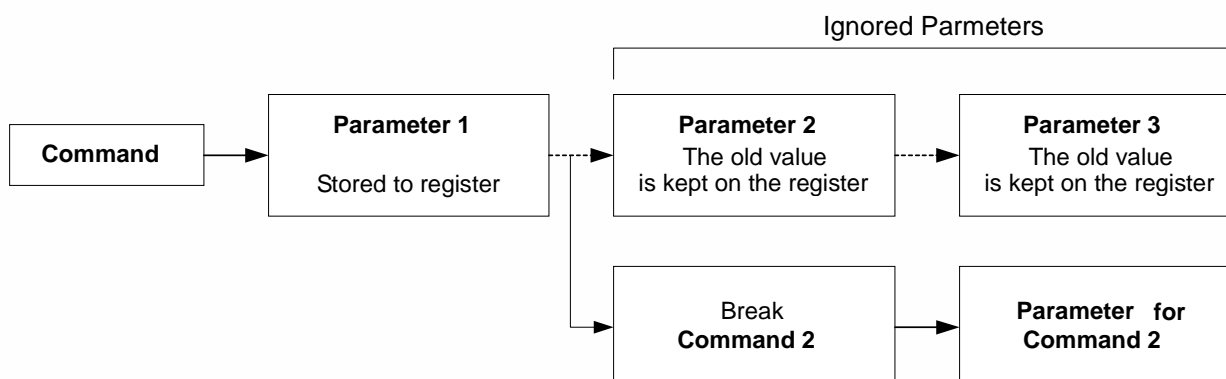 Ignored Parmeters
Command
Parameter 1
Stored to register
Parameter 2
The old value
is kept on the register
Parameter 3
The old value
is kept on the register
Break
Command 2
Parameter for
Command 2